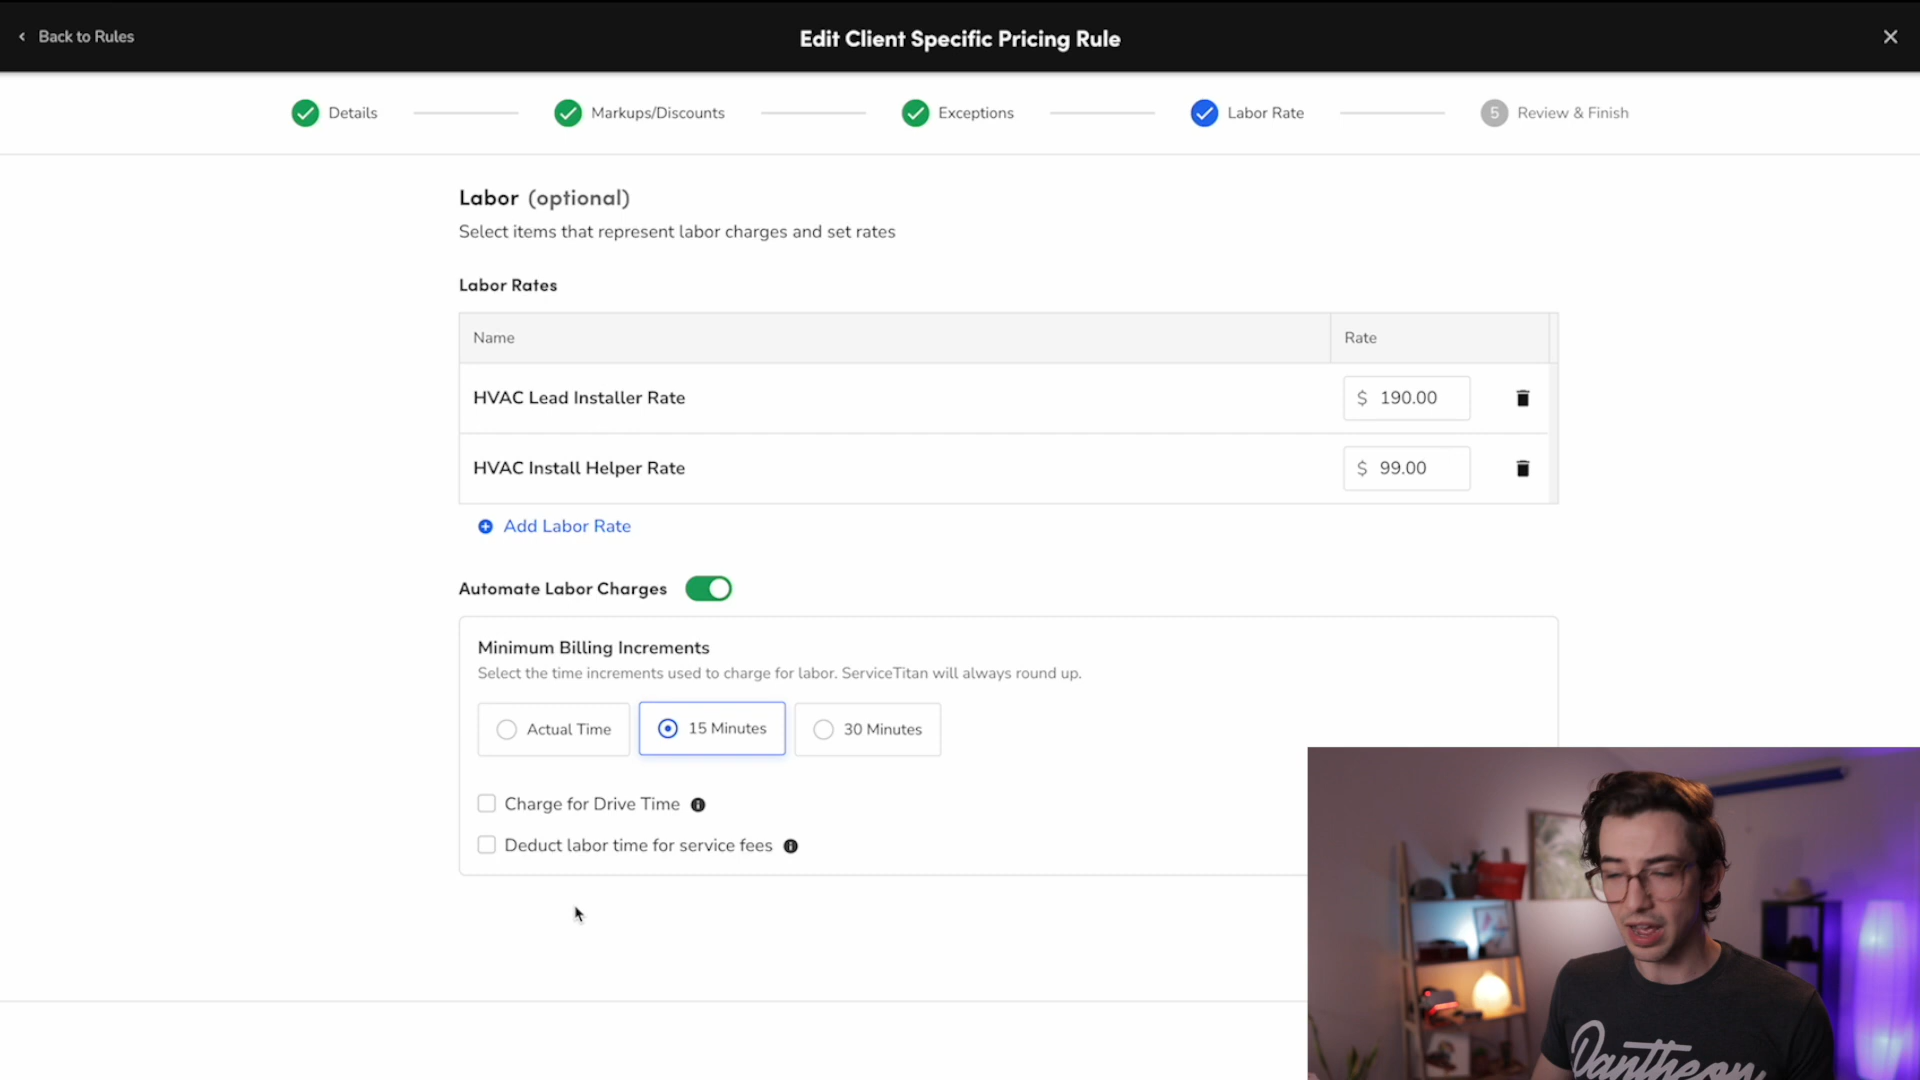 Back to Rules
Edit Client Specific Pricing Rule
Details
Markups/Discounts
Exceptions
Labor Rate
5 Review & Finish
Labor (optional)
Select items that represent labor charges and set rates
Labor Rates
Name Rate
HVAC Lead Installer Rate $ 190.00
HVAC Install Helper Rate $ 99.00
Add Labor Rate
Automate Labor Charges
Minimum Billing Increments
Select the time increments used to charge for labor. ServiceTitan will always round up.
Actual Time 15 Minutes 30 Minutes
Charge for Drive Time
Deduct labor time for service fees
Pantheon